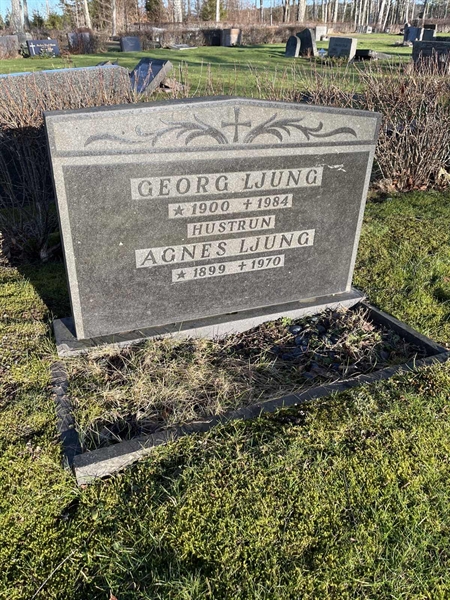 GEORG LJUNG
* 1900 + 1984
HUSTRUN
AGNES LJUNG
* 1899 + 1970